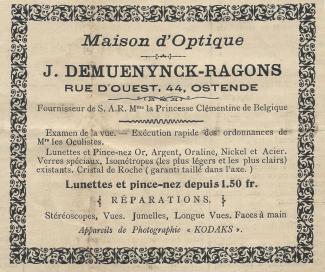 Maison d'Optique
J. DEMUENYNCK-RAGONS
RUE D'OUEST, 44, OSTENDE
Fournisseur de S. A.R. Mme la Princesse Clémentine de Belgique
Examen de la vue. — Exécution rapide des ordonnances de
Mrs les Oculistes.
Lunettes et Pince-nez Or, Argent, Oraline, Nickel et Acier.
Verres spéciaux, Isométropes (les plus légers et les plus clairs)
existants. Cristal de Roche ( garanti taillé dans l'axe. )
Lunettes et pince-nez depuis 1.50 fr.
RÉPARATIONS.
Stéréoscopes, Vues. Jumelles, Longue Vues. Faces à main
Appareils de Photographie « KODAKS ».